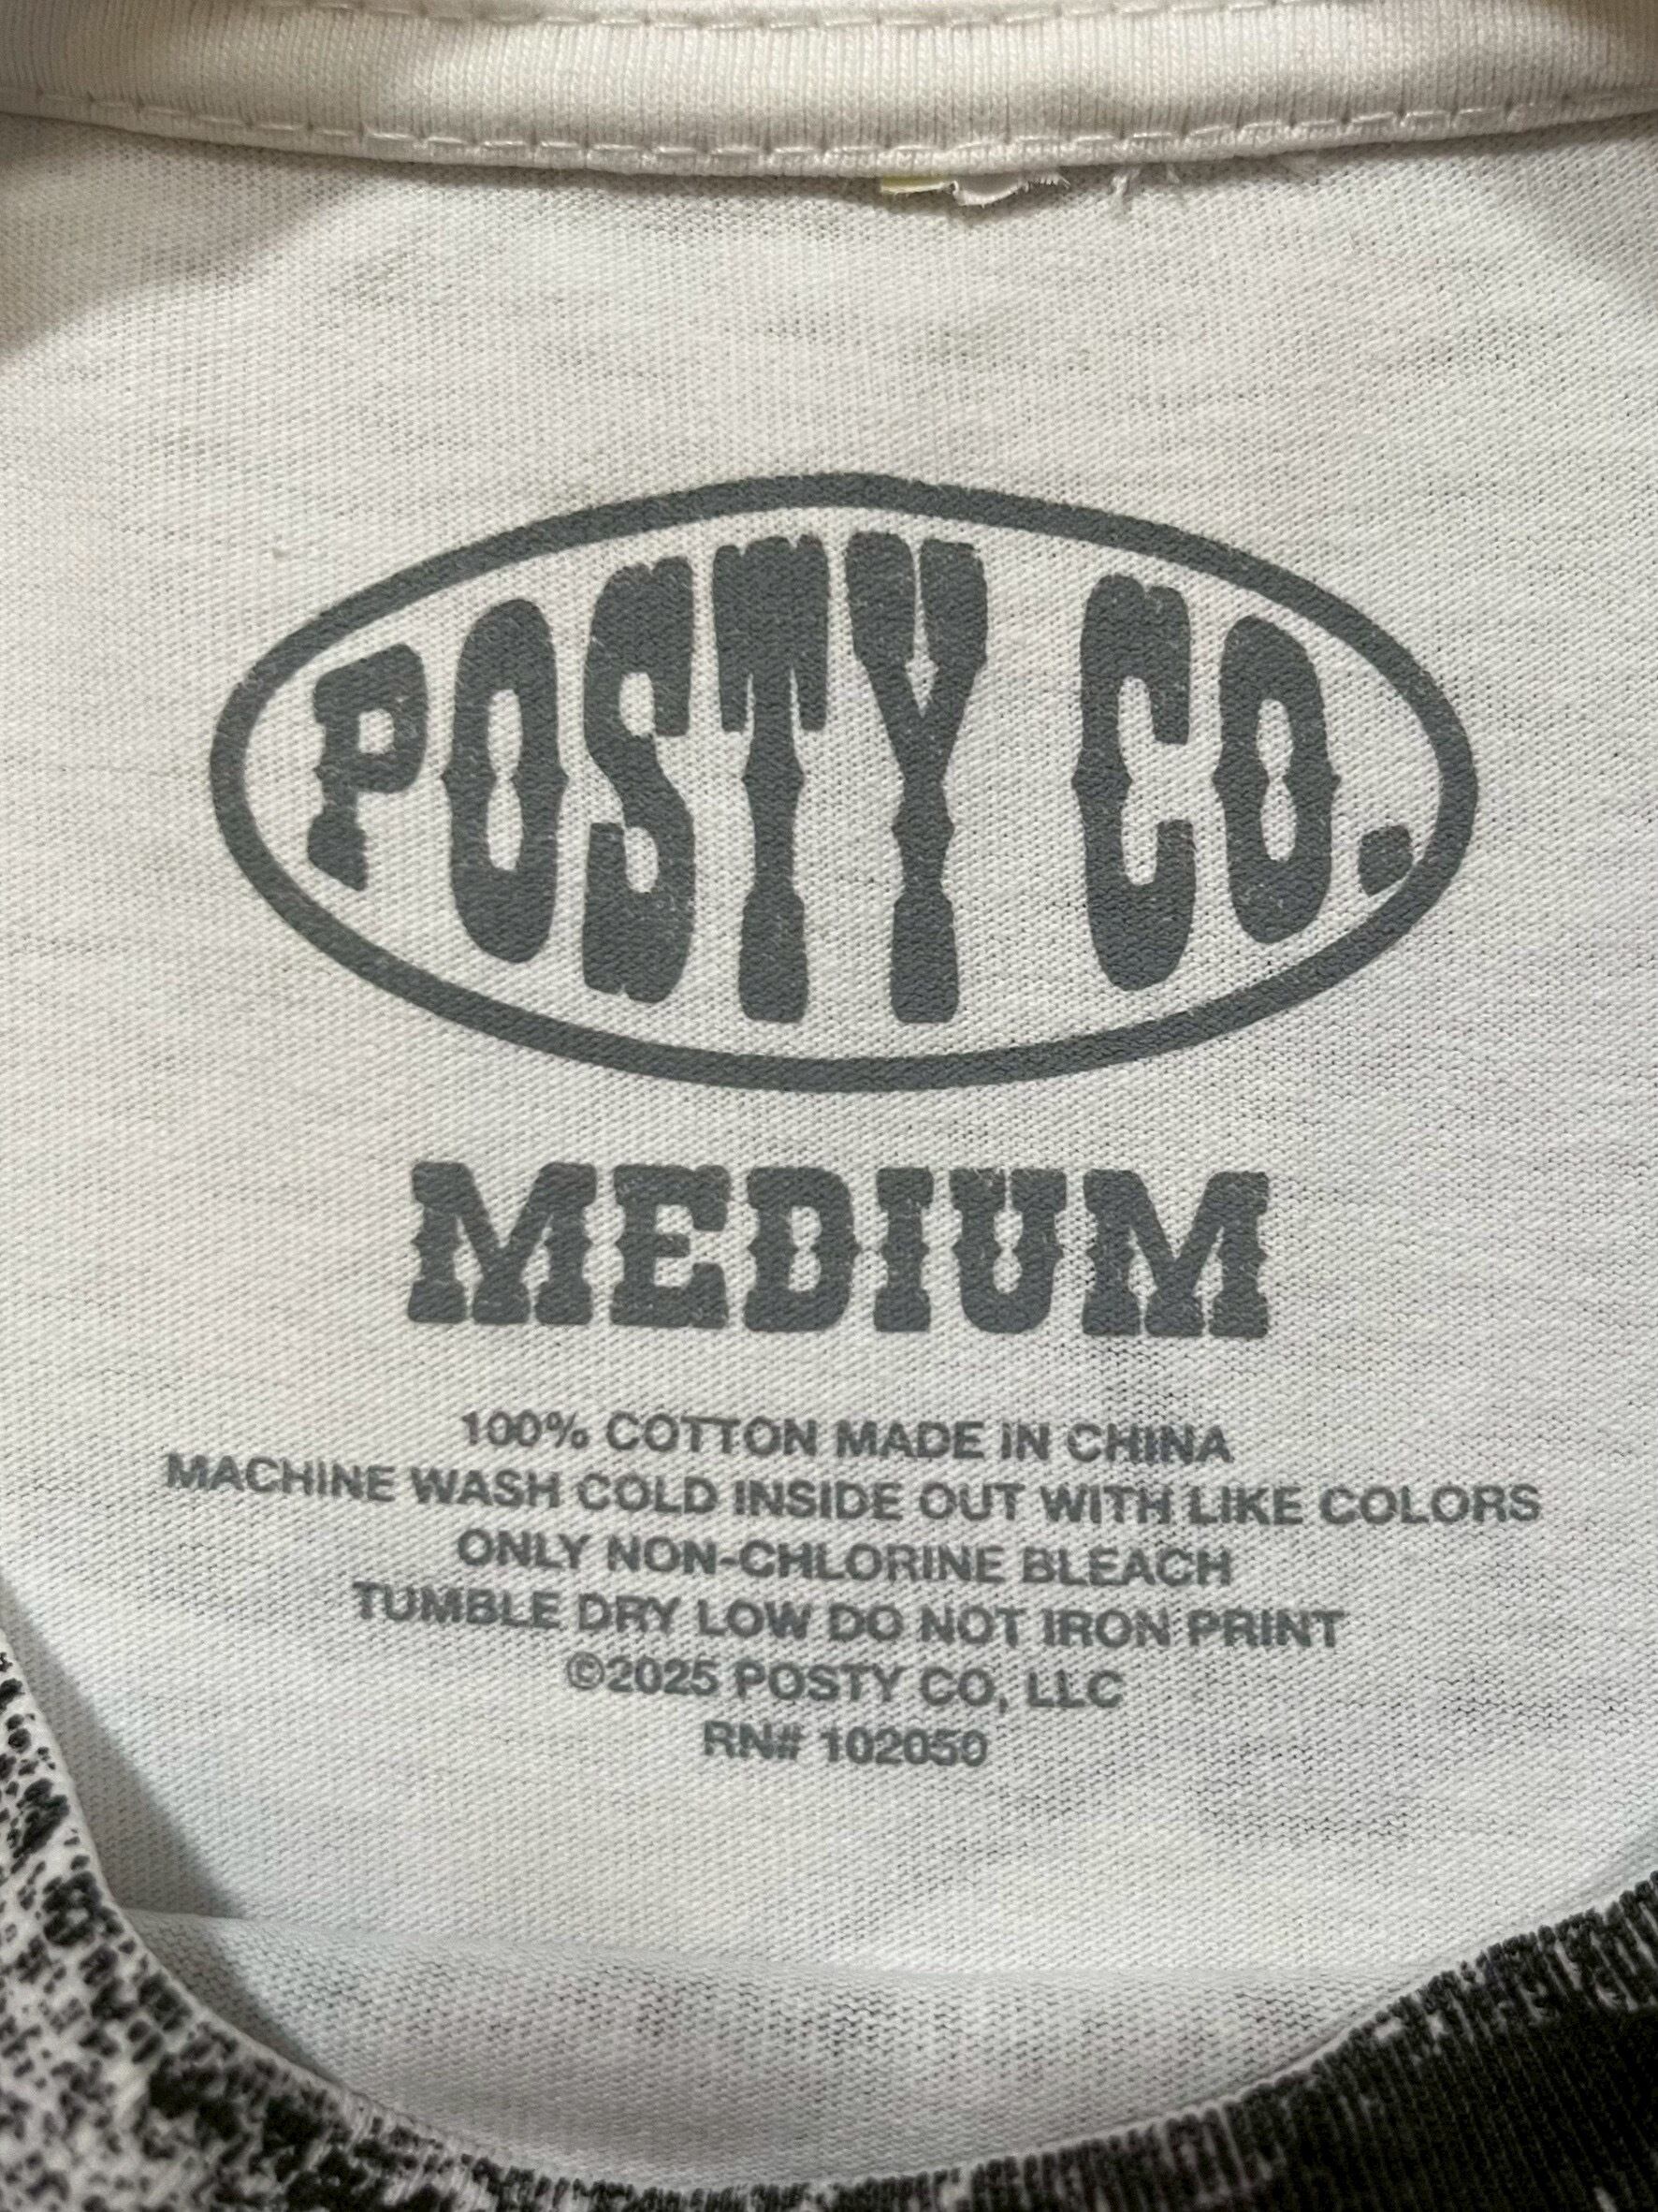 POSTY CO.
MEDIUM
100% COTTON MADE IN CHINA
MACHINE WASH COLD INSIDE OUT WITH LIKE COLORS
ONLY NON-CHLORINE BLEACH
TUMBLE DRY LOW DO NOT IRON PRINT
©2025 POSTY CO, LLC
RN# 102050